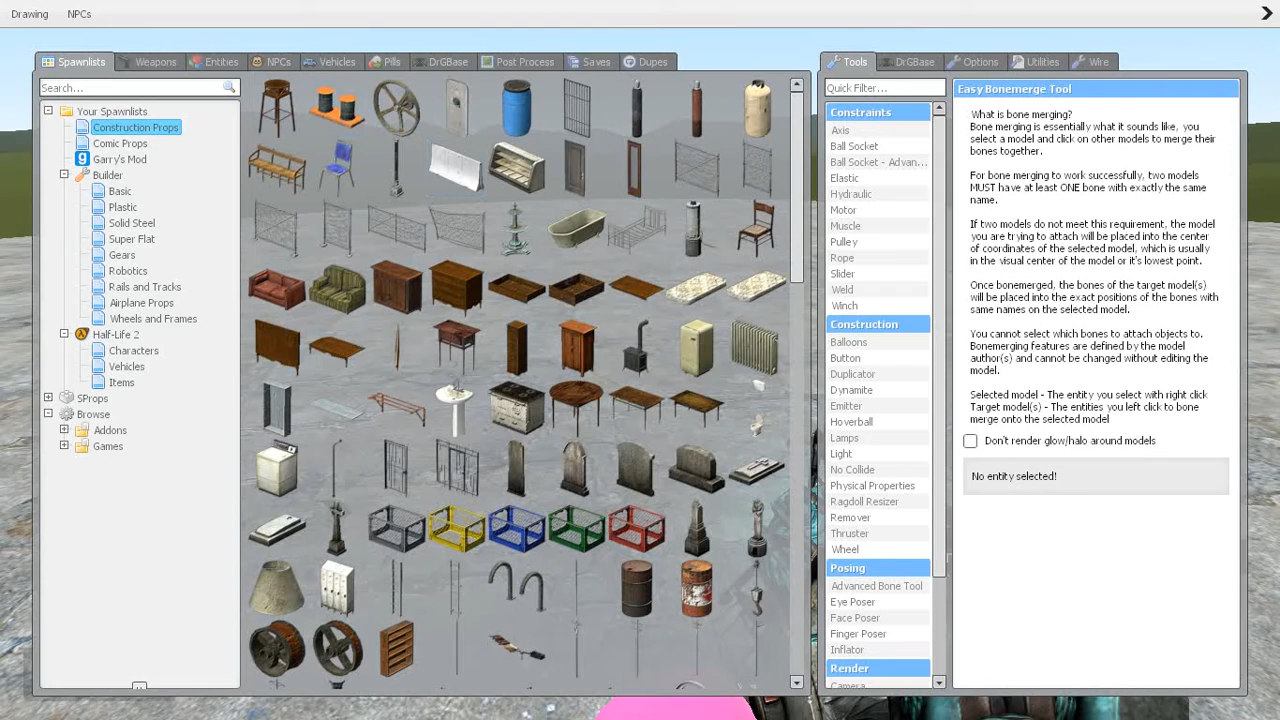 Drawing NPCs
Spawnlists Weapons Entities NPCs Vehicles Pills DrGBase Post Process Saves Dupes
Search...
Your Spawnlists
Construction Props
Comic Props
Garry's Mod
Builder
Basic
Plastic
Solid Steel
Super Flat
Gears
Robotics
Rails and Tracks
Airplane Props
Wheels and Frames
Half-Life 2
Characters
Vehicles
Items
SProps
Browse
Addons
Games
Tools DrGBase Options Utilities Wire
Quick Filter...
Constraints
Axis
Ball Socket
Ball Socket - Advan...
Elastic
Hydraulic
Motor
Muscle
Pulley
Rope
Slider
Weld
Winch
Construction
Balloons
Button
Duplicator
Dynamite
Emitter
Hoverball
Lamps
Light
No Collide
Physical Properties
Ragdoll Resizer
Remover
Thruster
Wheel
Posing
Advanced Bone Tool
Eye Poser
Face Poser
Finger Poser
Inflator
Render
Camera
Easy Bonemerge Tool
What is bone merging?
Bone merging is essentially what it sounds like, you
select a model and click on other models to merge their
bones together.
For bone merging to work successfully, two models
MUST have at least ONE bone with exactly the same
name.
If two models do not meet this requirement, the model
you are trying to attach will be placed into the center
of coordinates of the selected model, which is usually
in the visual center of the model or it's lowest point.
Once bonemerged, the bones of the target model(s)
will be placed into the exact positions of the bones with
same names on the selected model.
You cannot select which bones to attach objects to.
Bonemerging features are defined by the model
author(s) and cannot be changed without editing the
model.
Selected model - The entity you select with right click
Target model(s) - The entities you left click to bone
merge onto the selected model
Don't render glow/halo around models
No entity selected!